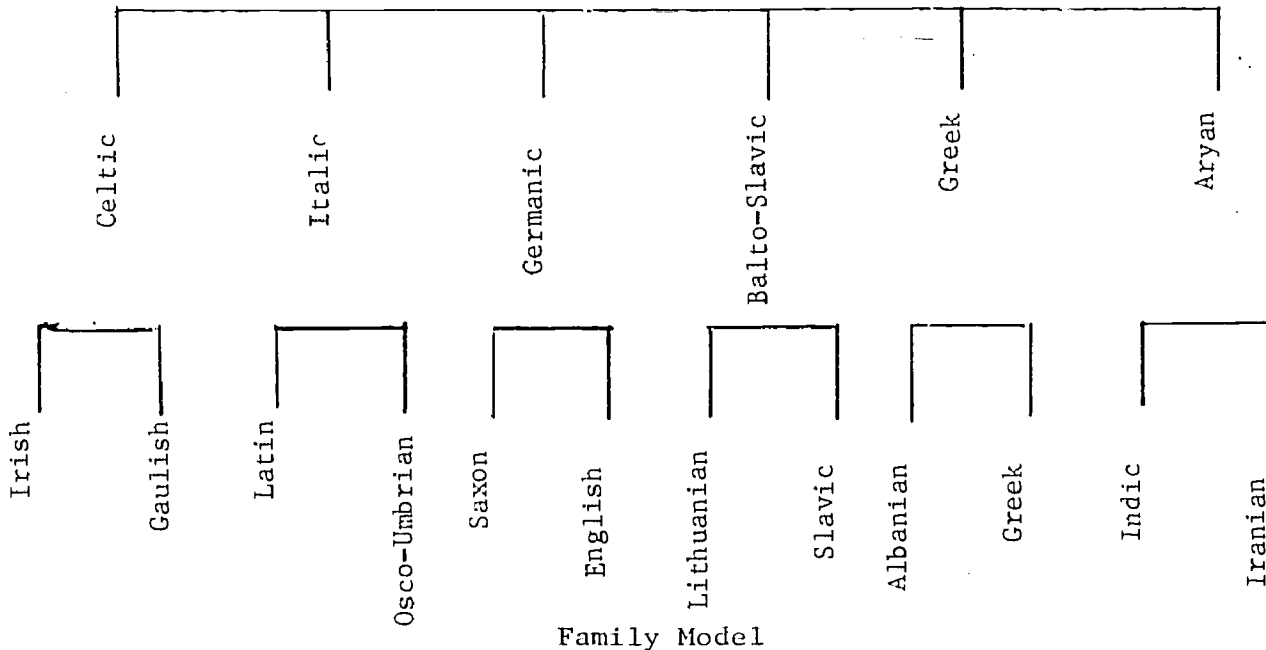 Celtic
Italic
Germanic
Balto-Slavic
Greek
Aryan
Irish
Gaulish
Latin
Osco-Umbrian
Saxon
English
Lithuanian
Slavic
Albanian
Greek
Indic
Iranian
Family Model